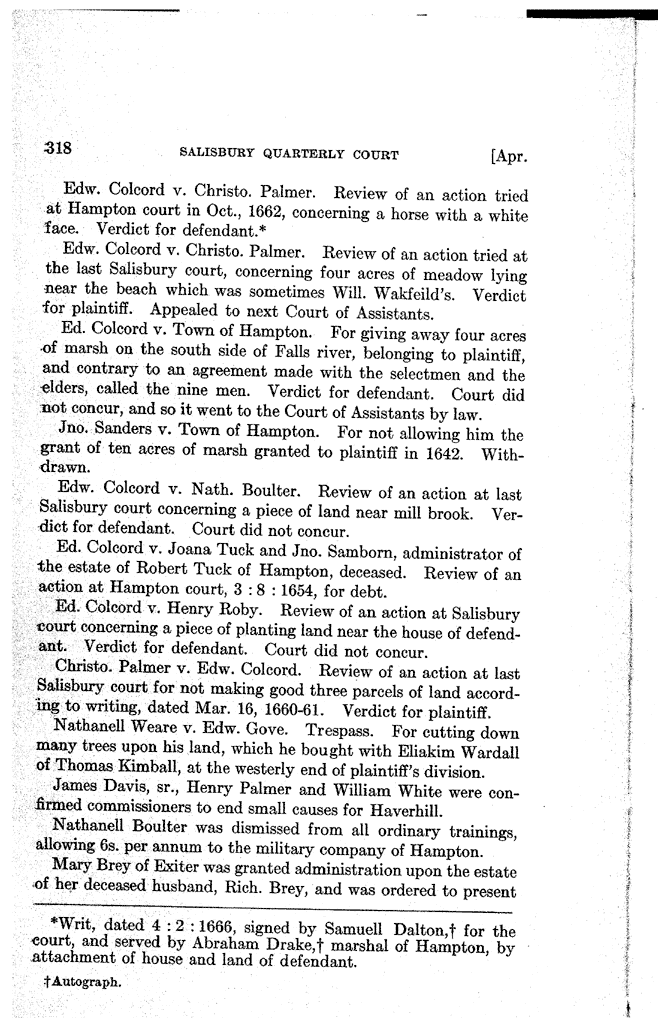 318 SALISBURY QUARTERLY COURT [Apr.
Edw. Colcord v. Christo. Palmer. Review of an action tried
at Hampton court in Oct., 1662, concerning a horse with a white
face. Verdict for defendant.*
Edw. Colcord v. Christo. Palmer. Review of an action tried at
the last Salisbury court, concerning four acres of meadow lying
near the beach which was sometimes Will. Wakfeild's. Verdict
for plaintiff. Appealed to next Court of Assistants.
Ed. Colcord v. Town of Hampton. For giving away four acres
of marsh on the south side of Falls river, belonging to plaintiff,
and contrary to an agreement made with the selectmen and the
elders, called the nine men. Verdict for defendant. Court did
not concur, and so it went to the Court of Assistants by law.
Jno. Sanders v. Town of Hampton. For not allowing him the
grant of ten acres of marsh granted to plaintiff in 1642. With-
drawn.
Edw. Colcord v. Nath. Boulter. Review of an action at last
Salisbury court concerning a piece of land near mill brook. Ver-
dict for defendant. Court did not concur.
Ed. Colcord v. Joana Tuck and Jno. Samborn, administrator of
the estate of Robert Tuck of Hampton, deceased. Review of an
action at Hampton court, 3 : 8 : 1654, for debt.
Ed. Colcord v. Henry Roby. Review of an action at Salisbury
court concerning a piece of planting land near the house of defend-
ant. Verdict for defendant. Court did not concur.
Christo. Palmer v. Edw. Colcord. Review of an action at last
Salisbury court for not making good three parcels of land accord-
ing to writing, dated Mar. 16, 1660-61. Verdict for plaintiff.
Nathanell Weare v. Edw. Gove. Trespass. For cutting down
many trees upon his land, which he bought with Eliakim Wardall
of Thomas Kimball, at the westerly end of plaintiff's division.
James Davis, sr., Henry Palmer and William White were con-
firmed commissioners to end small causes for Haverhill.
Nathanell Boulter was dismissed from all ordinary trainings,
allowing 6s. per annum to the military company of Hampton.
Mary Brey of Exiter was granted administration upon the estate
of her deceased husband, Rich. Brey, and was ordered to present
*Writ, dated 4 : 2 : 1666, signed by Samuell Dalton,† for the
court, and served by Abraham Drake,† marshal of Hampton, by
attachment of house and land of defendant.
†Autograph.